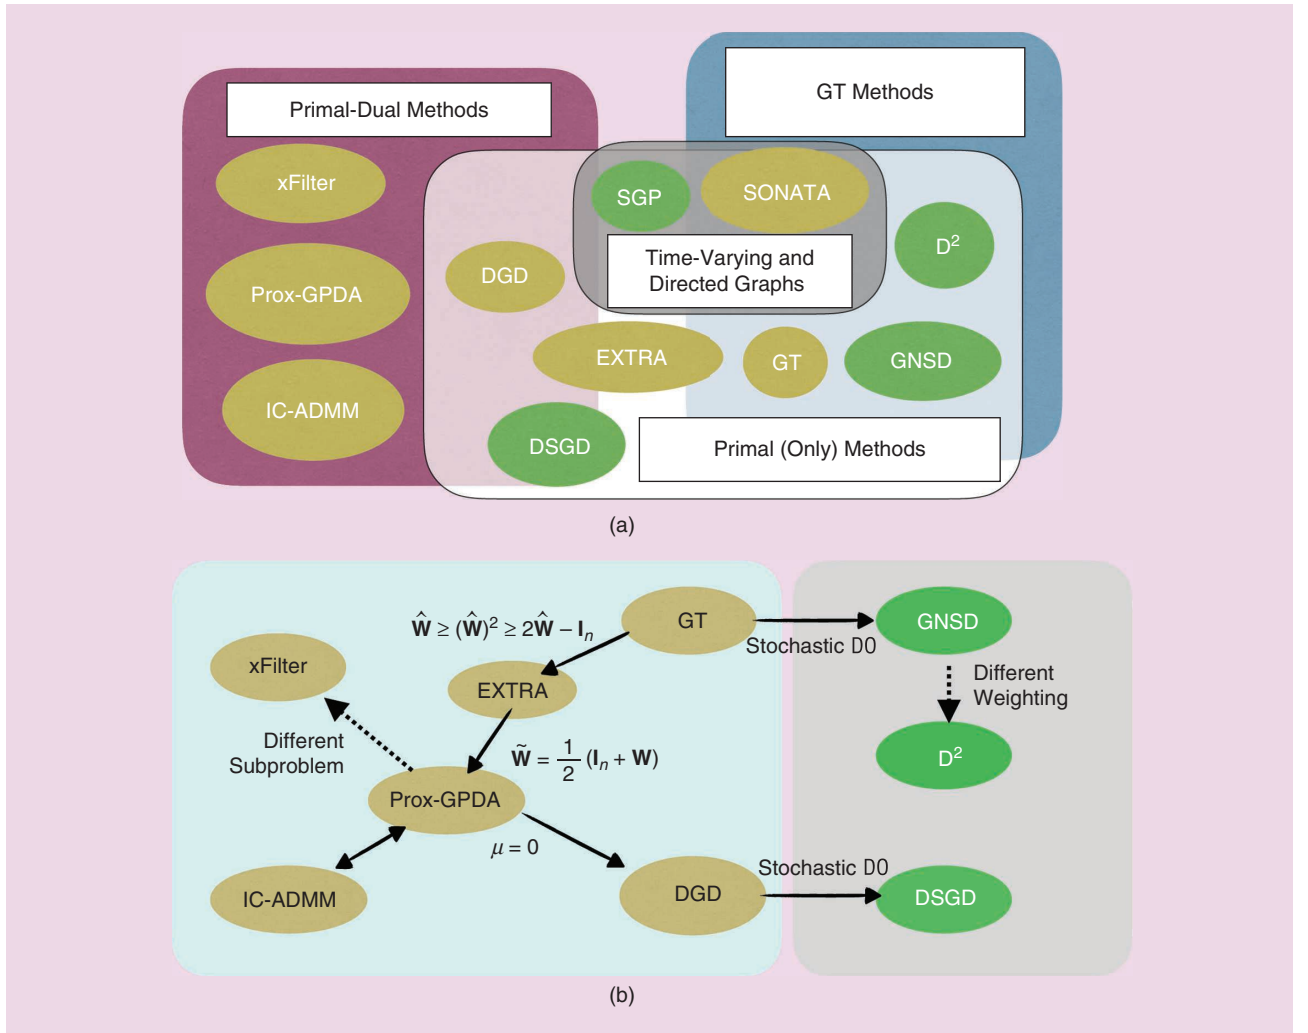 Primal-Dual Methods
GT Methods
xFilter
SGP
SONATA
D²
Time-Varying and
Directed Graphs
DGD
Prox-GPDA
EXTRA
GT
GNSD
IC-ADMM
DSGD
Primal (Only) Methods
(a)
GT
GNSD
Ŵ ≥ (Ŵ)² ≥ 2Ŵ − Iₙ
Stochastic DO
xFilter
EXTRA
Different
Weighting
Different
Subproblem
W̃ = 1/2 (Iₙ + W)
D²
Prox-GPDA
μ = 0
Stochastic DO
IC-ADMM
DGD
DSGD
(b)